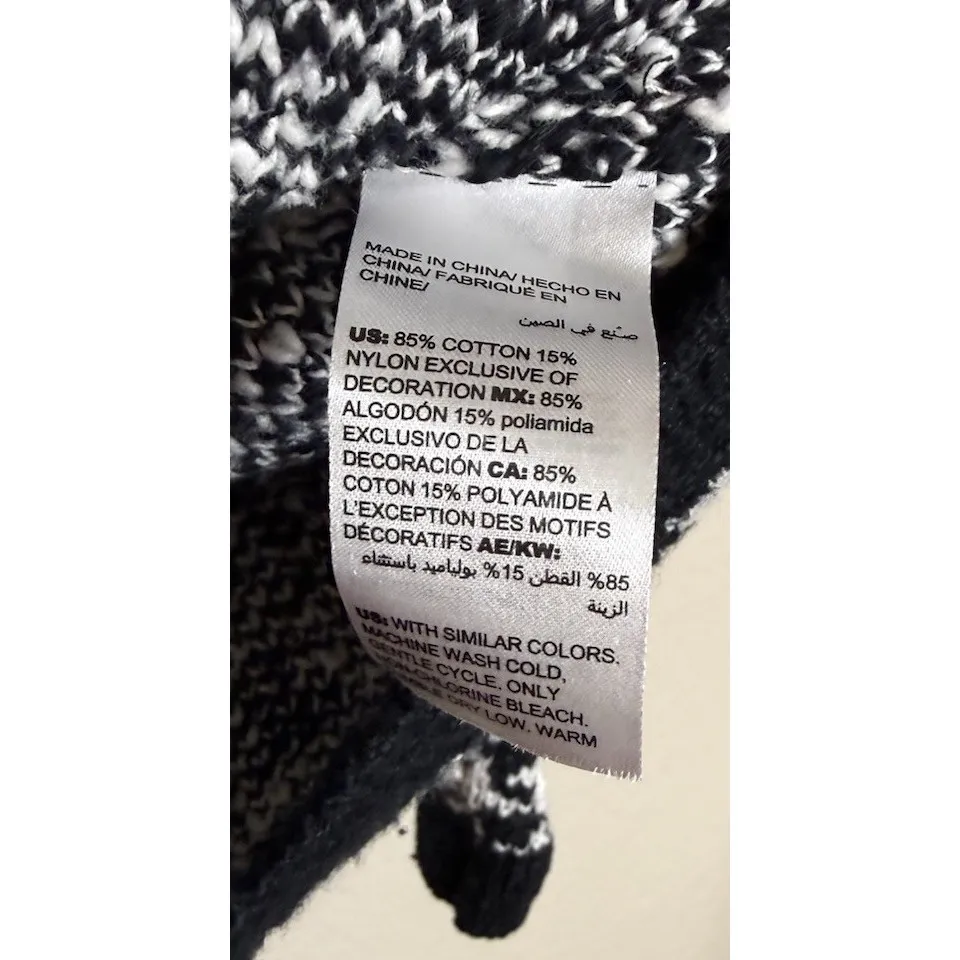 MADE IN CHINA/ HECHO EN
CHINA/ FABRIQUÉ EN
CHINE/
صنع في الصين
US: 85% COTTON 15%
NYLON EXCLUSIVE OF
DECORATION MX: 85%
ALGODÓN 15% poliamida
EXCLUSIVO DE LA
DECORACIÓN CA: 85%
COTON 15% POLYAMIDE À
L'EXCEPTION DES MOTIFS
DÉCORATIFS AE/KW:
85% القطن 15% بولياميد باستثناء
الزينة
US: WITH SIMILAR COLORS.
MACHINE WASH COLD,
GENTLE CYCLE. ONLY
NON-CHLORINE BLEACH.
TUMBLE DRY LOW. WARM